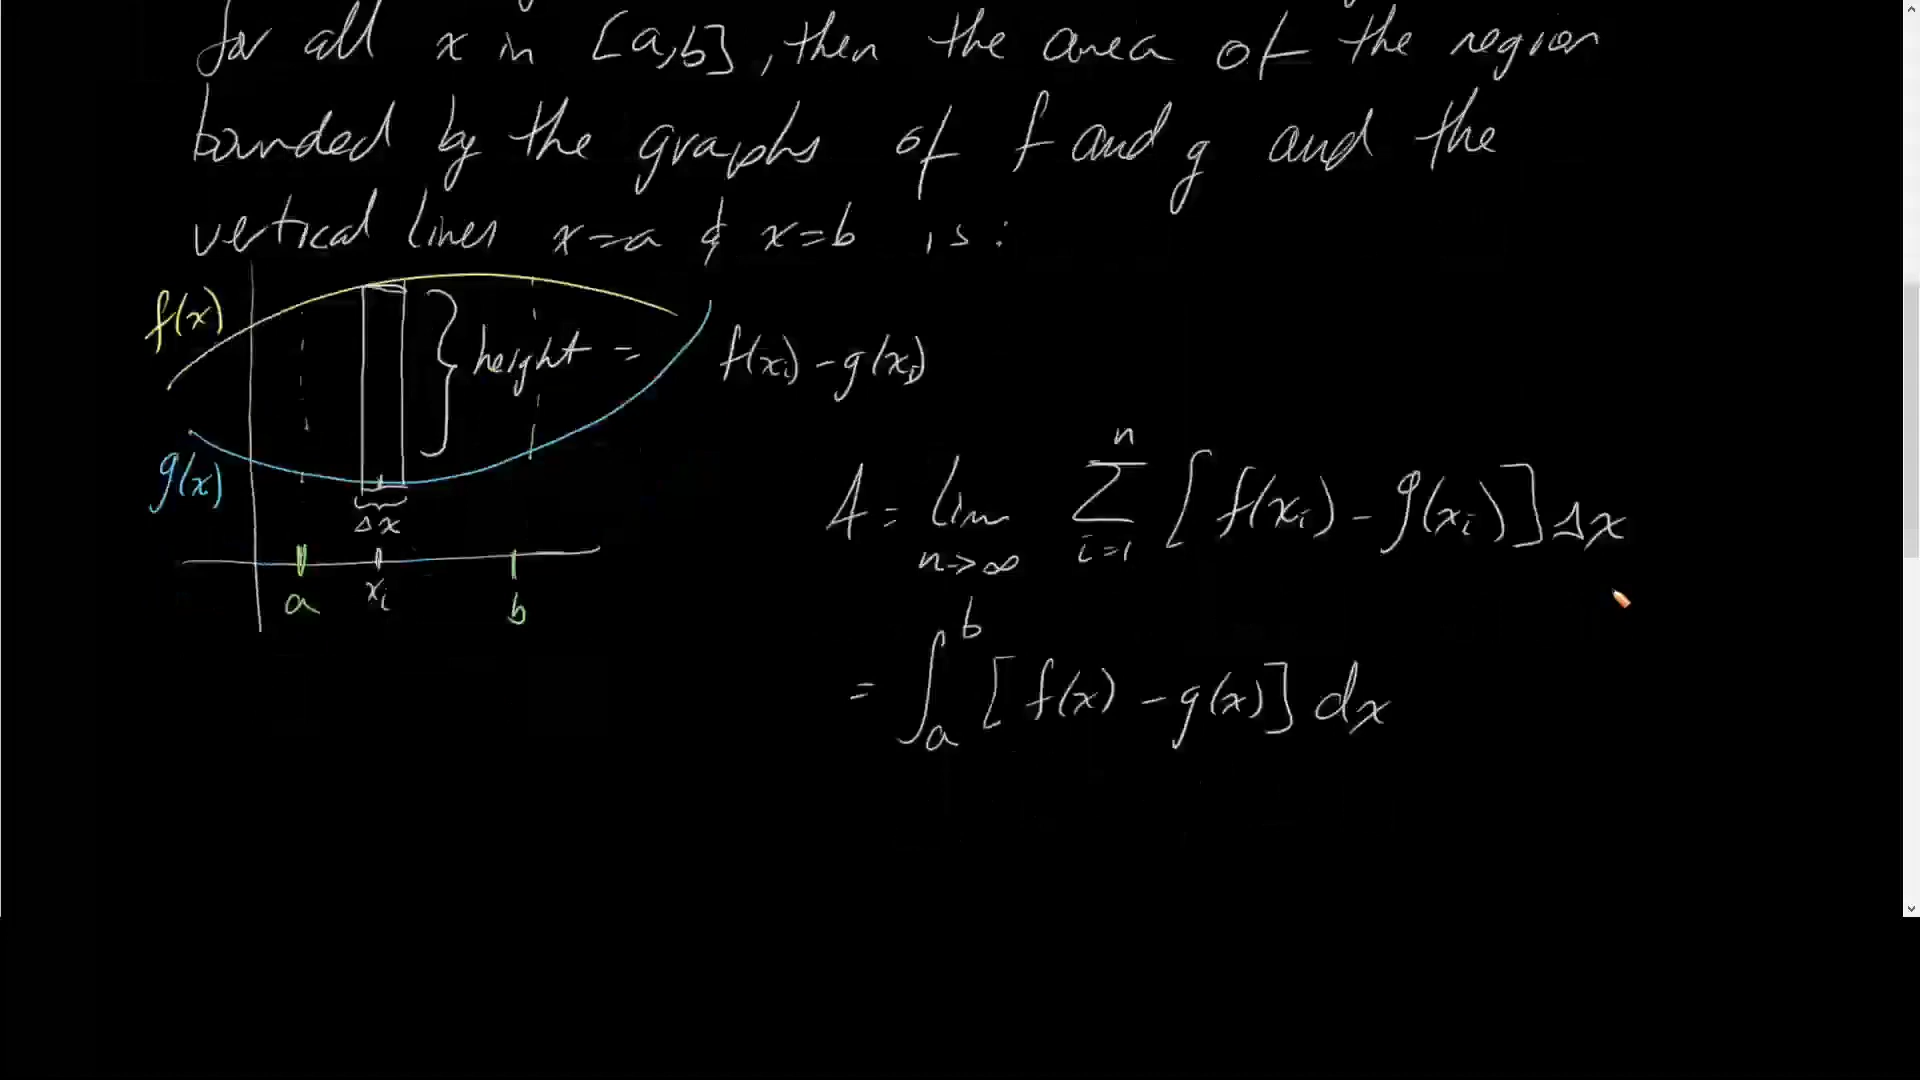 for all x in [a,b], then the area of the region
bounded by the graphs of f and g and the
vertical lines x=a & x=b is:
f(x)
} height = f(xᵢ) - g(xᵢ)
g(x)
Δx
a xᵢ b
A = lim n→∞ ∑ i=1 n [f(xᵢ) - g(xᵢ)] Δx
= ∫ₐᵇ [f(x) - g(x)] dx